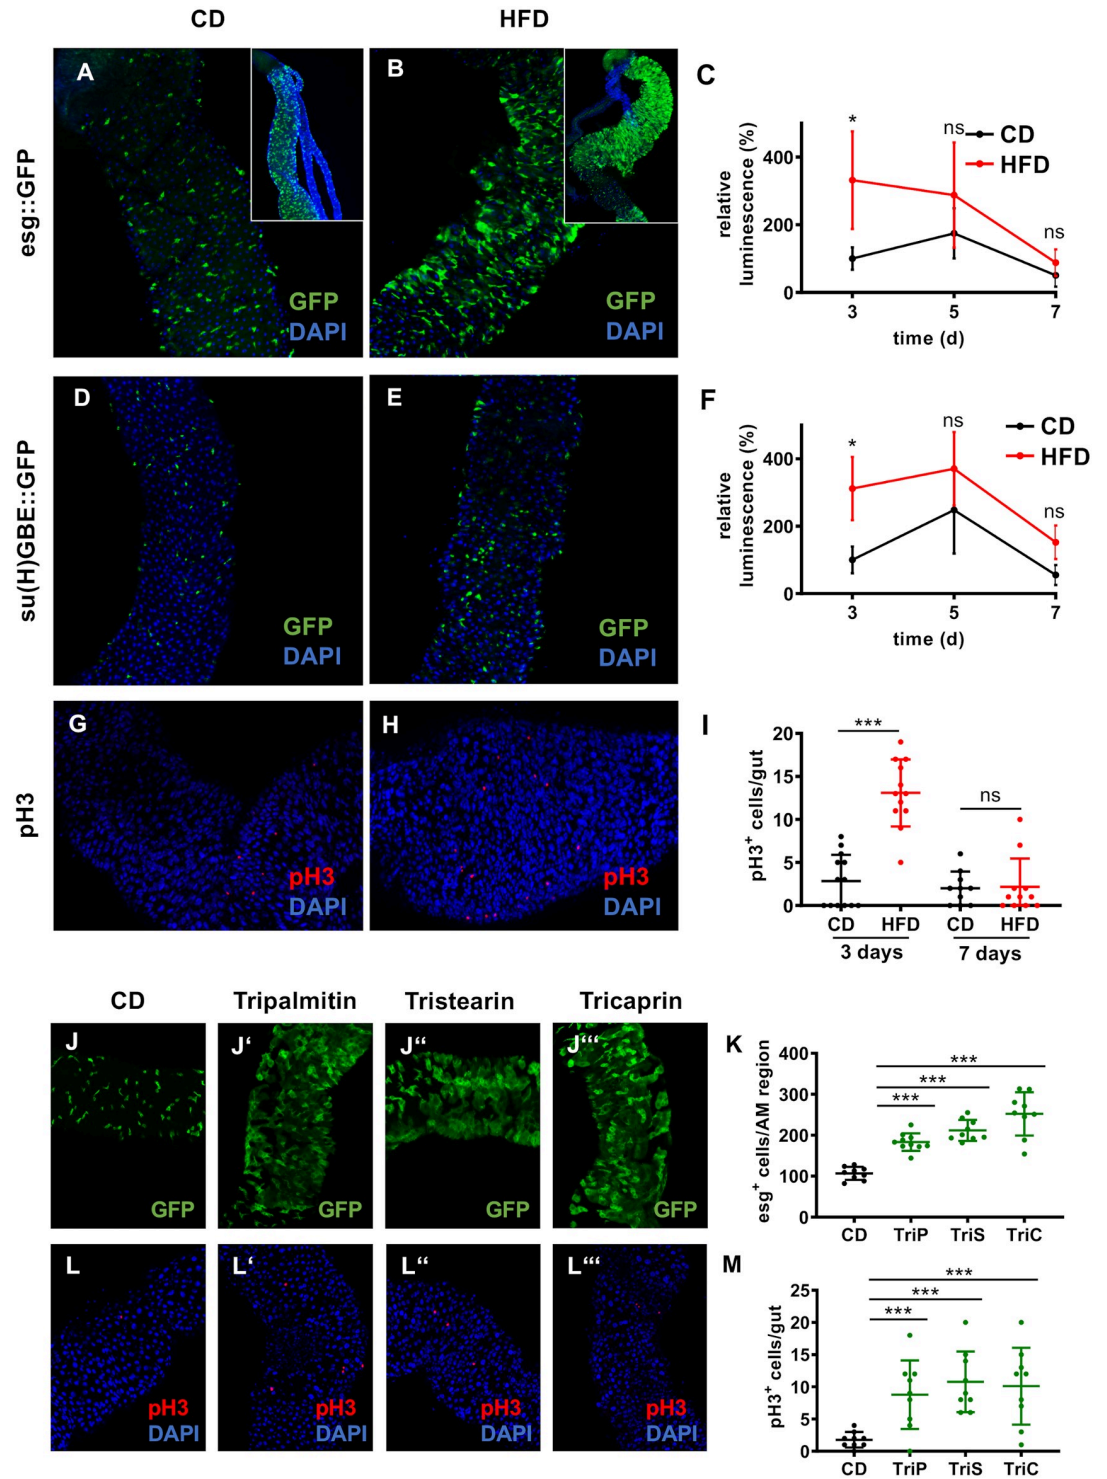 CD HFD
esg::GFP
A
GFP
DAPI
B
GFP
DAPI
C
relative
luminescence (%)
400
200
0
*
ns
ns
CD
HFD
3 5 7
time (d)
su(H)GBE::GFP
D
GFP
DAPI
E
GFP
DAPI
F
relative
luminescence (%)
400
200
0
*
ns
ns
CD
HFD
3 5 7
time (d)
pH3
G
pH3
DAPI
H
pH3
DAPI
I
pH3+ cells/gut
20
15
10
5
0
***
ns
CD HFD CD HFD
3 days 7 days
CD Tripalmitin Tristearin Tricaprin
J
GFP
J‘
GFP
J“
GFP
J“‘
GFP
K
esg+ cells/AM region
400
300
200
100
0
***
***
***
CD TriP TriS TriC
L
pH3
DAPI
L‘
pH3
DAPI
L“
pH3
DAPI
L“‘
pH3
DAPI
M
pH3+ cells/gut
25
20
15
10
5
0
***
***
***
CD TriP TriS TriC